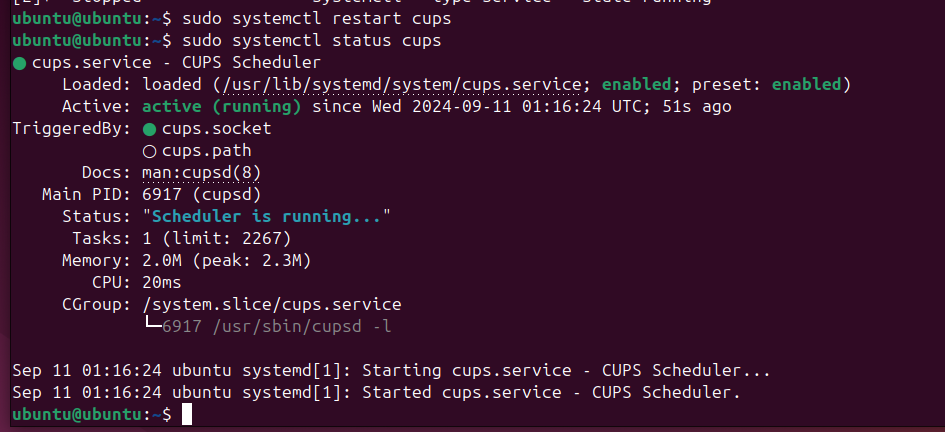 ubuntu@ubuntu:~$ sudo systemctl restart cups
ubuntu@ubuntu:~$ sudo systemctl status cups
● cups.service - CUPS Scheduler
     Loaded: loaded (/usr/lib/systemd/system/cups.service; enabled; preset: enabled)
     Active: active (running) since Wed 2024-09-11 01:16:24 UTC; 51s ago
TriggeredBy: ● cups.socket
             ○ cups.path
       Docs: man:cupsd(8)
   Main PID: 6917 (cupsd)
     Status: "Scheduler is running..."
      Tasks: 1 (limit: 2267)
     Memory: 2.0M (peak: 2.3M)
        CPU: 20ms
     CGroup: /system.slice/cups.service
             └─6917 /usr/sbin/cupsd -l
Sep 11 01:16:24 ubuntu systemd[1]: Starting cups.service - CUPS Scheduler...
Sep 11 01:16:24 ubuntu systemd[1]: Started cups.service - CUPS Scheduler.
ubuntu@ubuntu:~$